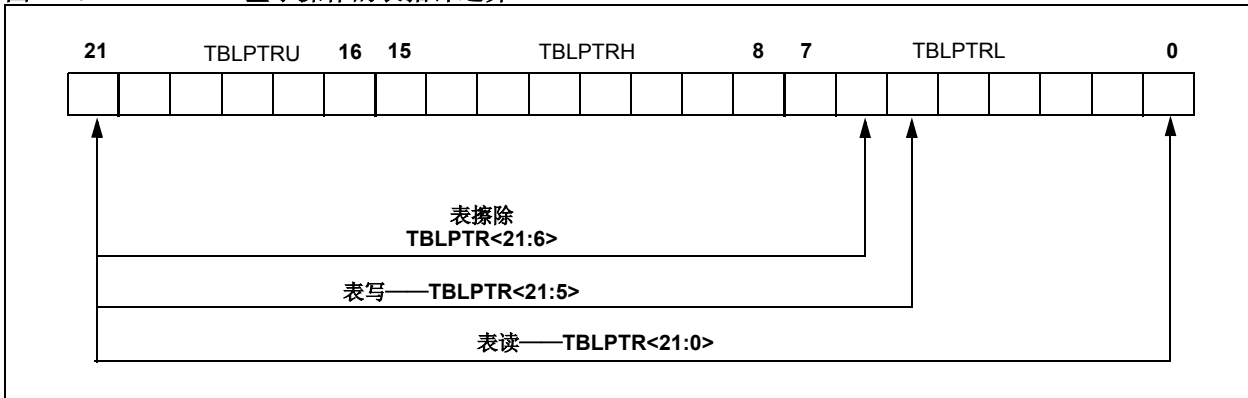 21 TBLPTRU 16 15 TBLPTRH 8 7 TBLPTRL 0
表擦除
TBLPTR<21:6>
表写——TBLPTR<21:5>
表读——TBLPTR<21:0>